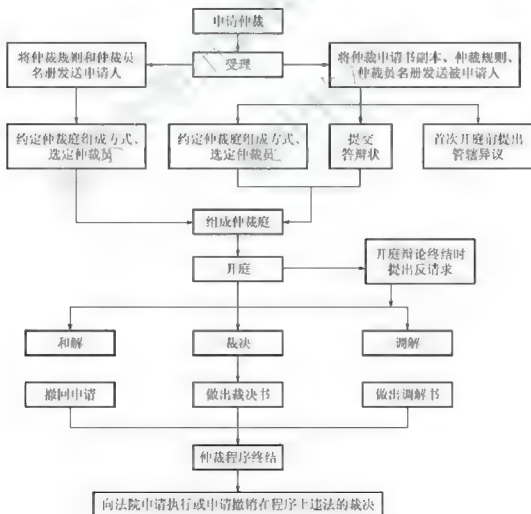 申请仲裁
将仲裁规则和仲裁员
名册发送申请人
受理
将仲裁申请书副本、仲裁规则、
仲裁员名册发送被申请人
约定仲裁庭组成方式、
选定仲裁员
约定仲裁庭组成方式、
选定仲裁员
提交
答辩状
首次开庭前提出
管辖异议
组成仲裁庭
开庭
开庭辩论终结时
提出反请求
和解
裁决
调解
撤回申请
做出裁决书
做出调解书
仲裁程序终结
向法院申请执行或申请撤销在程序上违法的裁决